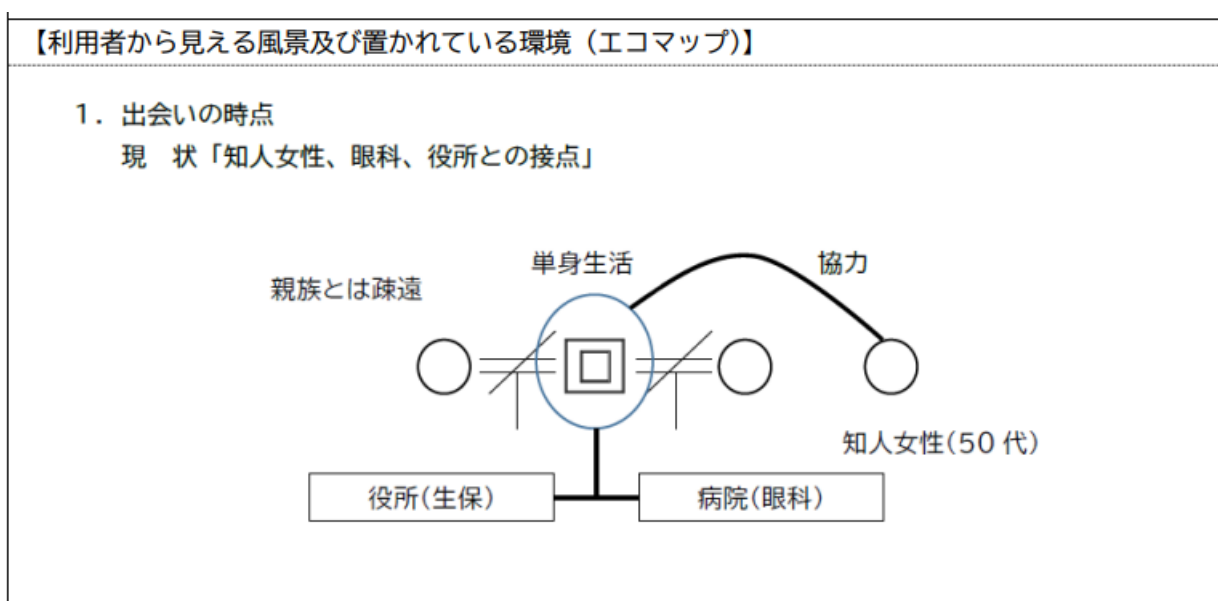 【利用者から見える風景及び置かれている環境（エコマップ）】
１．出会いの時点
現　状「知人女性、眼科、役所との接点」
単身生活
協力
親族とは疎遠
知人女性(50 代)
役所(生保)
病院(眼科)